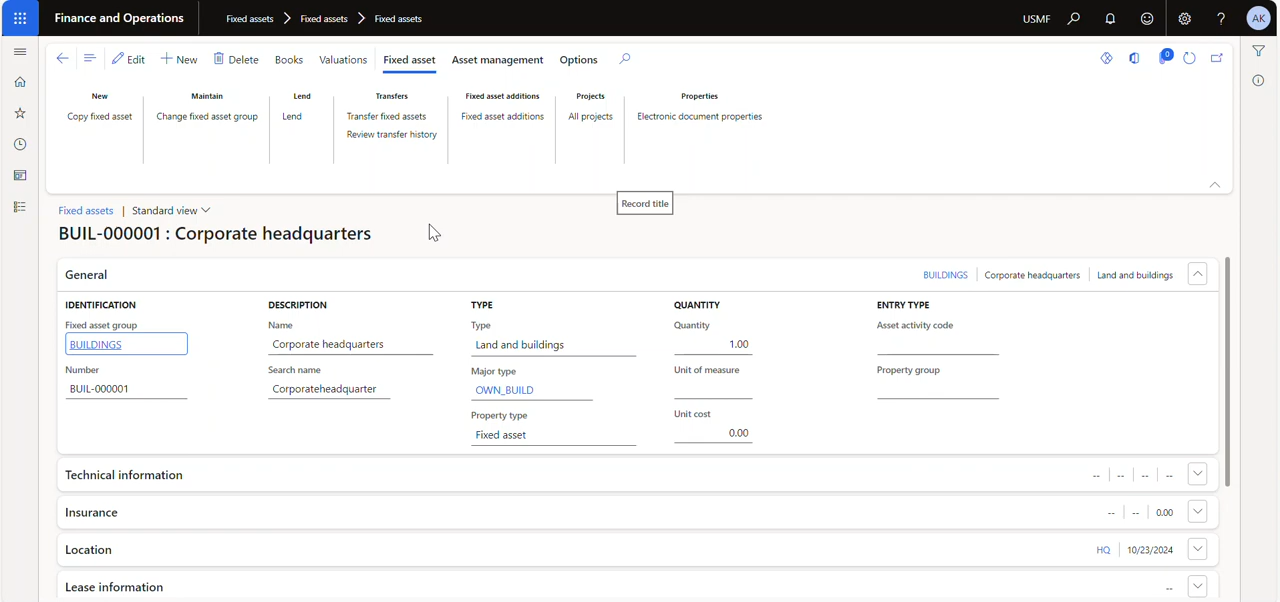 Finance and Operations Fixed assets Fixed assets Fixed assets USMF ? AK
Edit New Delete Books Valuations Fixed asset Asset management Options 0
New Maintain Lend Transfers Fixed asset additions Projects Properties
Copy fixed asset Change fixed asset group Lend Transfer fixed assets Fixed asset additions All projects Electronic document properties
Review transfer history
Record title
Fixed assets | Standard view
BUIL-000001 : Corporate headquarters
General BUILDINGS Corporate headquarters Land and buildings
IDENTIFICATION DESCRIPTION TYPE QUANTITY ENTRY TYPE
Fixed asset group Name Type Quantity Asset activity code
BUILDINGS Corporate headquarters Land and buildings 1.00
Number Search name Major type Unit of measure Property group
BUIL-000001 Corporateheadquarter OWN_BUILD
Property type Unit cost
Fixed asset 0.00
Technical information -- -- -- --
Insurance -- -- 0.00
Location HQ 10/23/2024
Lease information --